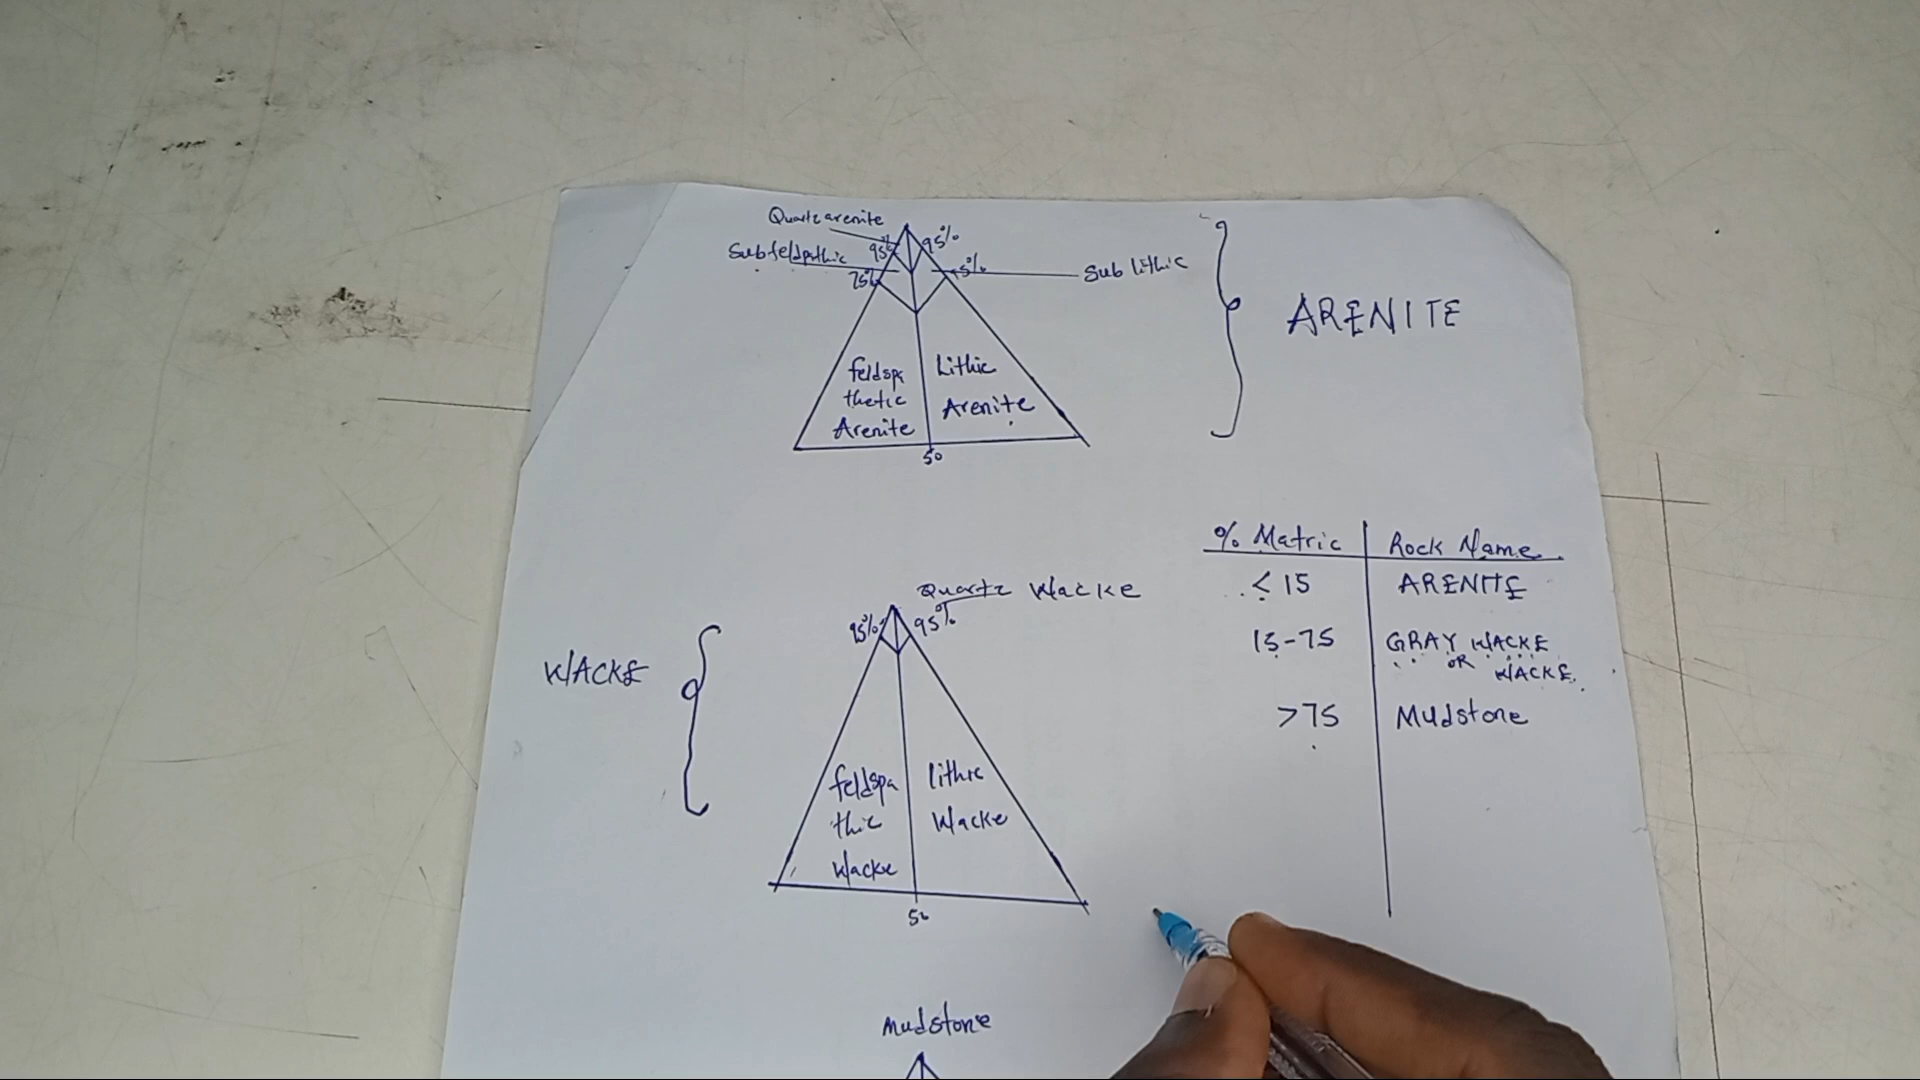 Quartz arenite
95%
95%
Subfeldpathic
75%
5%
Sub lithic
ARENITE
feldspa
thetic
Arenite
Lithic
Arenite
50
% Matric
Rock Name
< 15
ARENITE
15-75
GRAY WACKE
OR
WACKE
>75
Mudstone
Quartz Wacke
95%
95%
WACKE
feldspa
thic
Wacke
lithic
Wacke
50
Mudstone